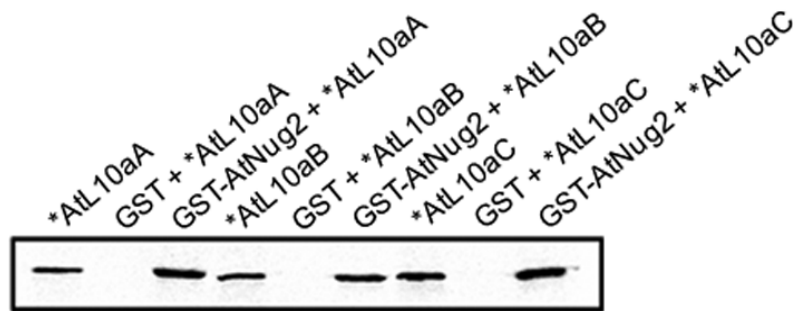 *AtL10aA
GST + *AtL10aA
GST-AtNug2 + *AtL10aA
*AtL10aB
GST + *AtL10aB
GST-AtNug2 + *AtL10aB
*AtL10aC
GST + *AtL10aC
GST-AtNug2 + *AtL10aC